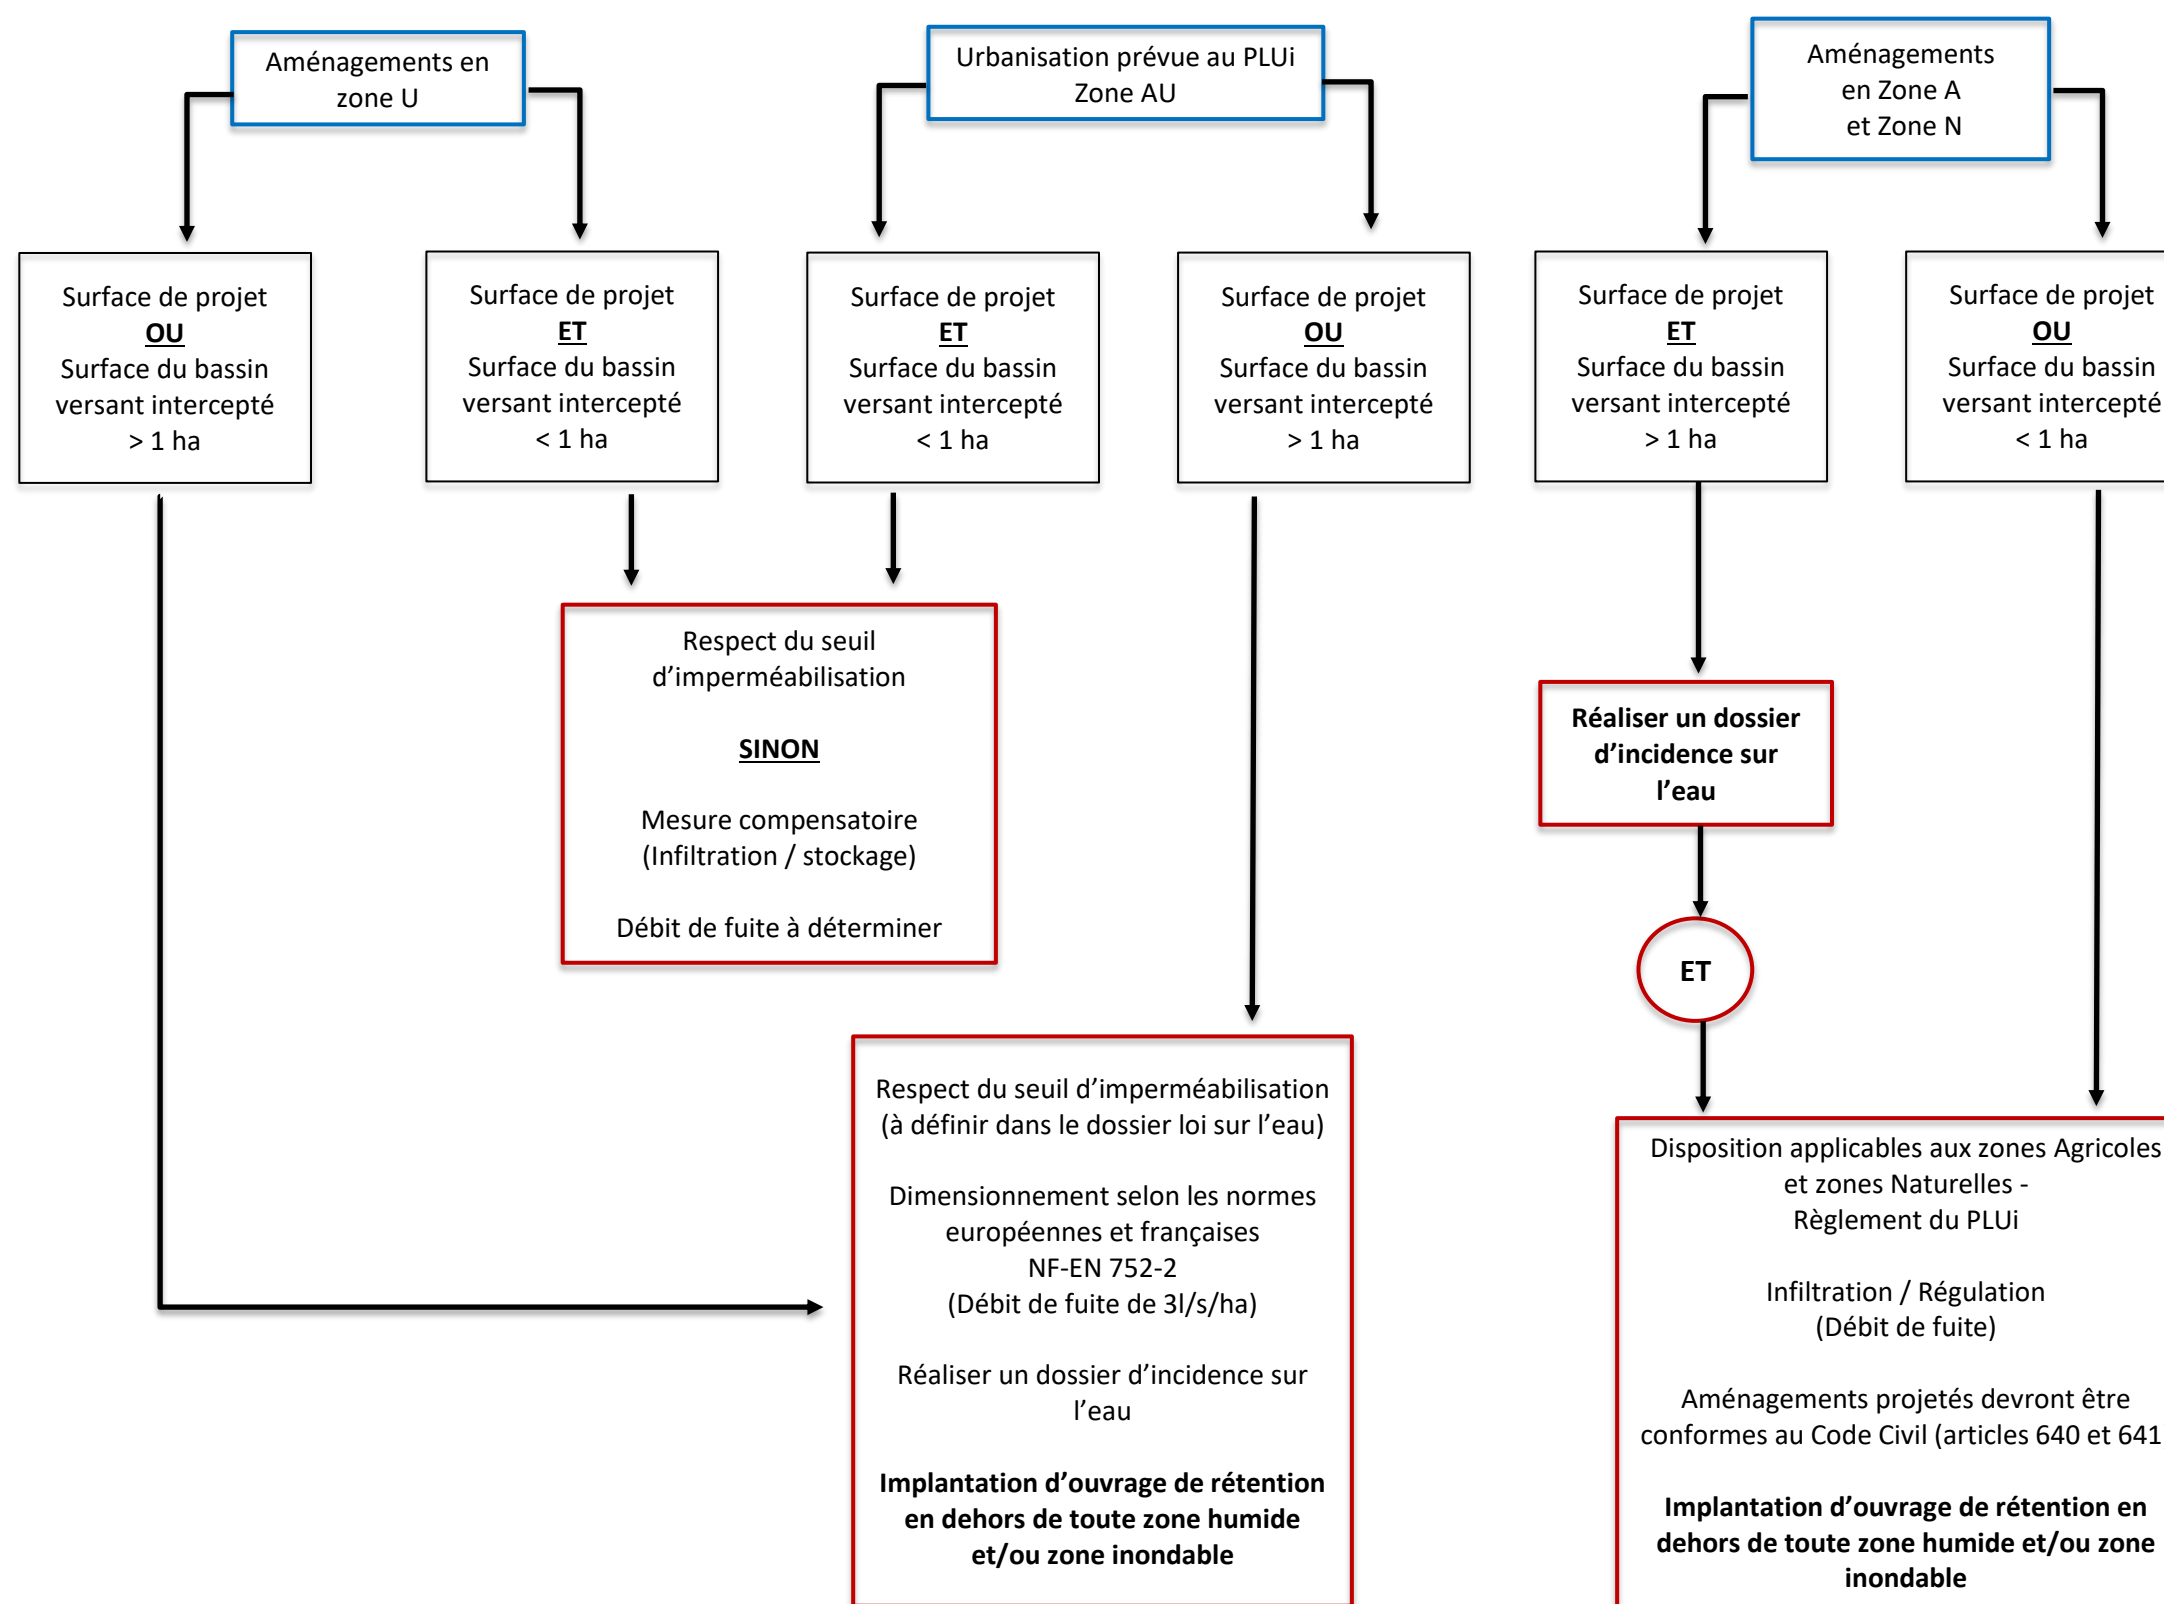 Aménagements en
zone U
Urbanisation prévue au PLUi
Zone AU
Aménagements
en Zone A
et Zone N
Surface de projet
OU
Surface du bassin
versant intercepté
> 1 ha
Surface de projet
ET
Surface du bassin
versant intercepté
< 1 ha
Surface de projet
ET
Surface du bassin
versant intercepté
< 1 ha
Surface de projet
OU
Surface du bassin
versant intercepté
> 1 ha
Surface de projet
ET
Surface du bassin
versant intercepté
> 1 ha
Surface de projet
OU
Surface du bassin
versant intercepté
< 1 ha
Respect du seuil
d’imperméabilisation
SINON
Mesure compensatoire
(Infiltration / stockage)
Débit de fuite à déterminer
Réaliser un dossier
d’incidence sur
l’eau
ET
Respect du seuil d’imperméabilisation
(à définir dans le dossier loi sur l’eau)
Dimensionnement selon les normes
européennes et françaises
NF-EN 752-2
(Débit de fuite de 3l/s/ha)
Réaliser un dossier d’incidence sur
l’eau
Implantation d’ouvrage de rétention
en dehors de toute zone humide
et/ou zone inondable
Disposition applicables aux zones Agricoles
et zones Naturelles -
Règlement du PLUi
Infiltration / Régulation
(Débit de fuite)
Aménagements projetés devront être
conformes au Code Civil (articles 640 et 641
Implantation d’ouvrage de rétention en
dehors de toute zone humide et/ou zone
inondable